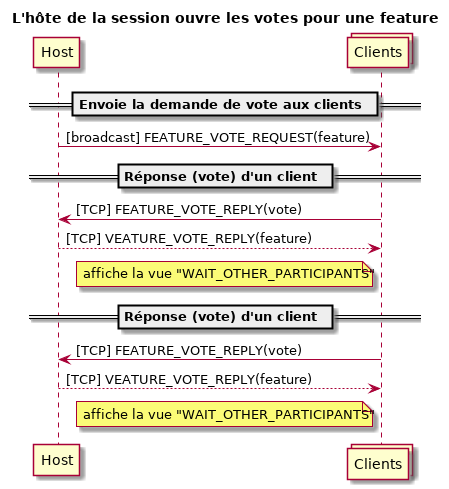 L'hôte de la session ouvre les votes pour une feature
Host
Clients
Envoie la demande de vote aux clients
[broadcast] FEATURE_VOTE_REQUEST(feature)
Réponse (vote) d'un client
[TCP] FEATURE_VOTE_REPLY(vote)
[TCP] VEATURE_VOTE_REPLY(feature)
affiche la vue "WAIT_OTHER_PARTICIPANTS"
Réponse (vote) d'un client
[TCP] FEATURE_VOTE_REPLY(vote)
[TCP] VEATURE_VOTE_REPLY(feature)
affiche la vue "WAIT_OTHER_PARTICIPANTS"
Host
Clients